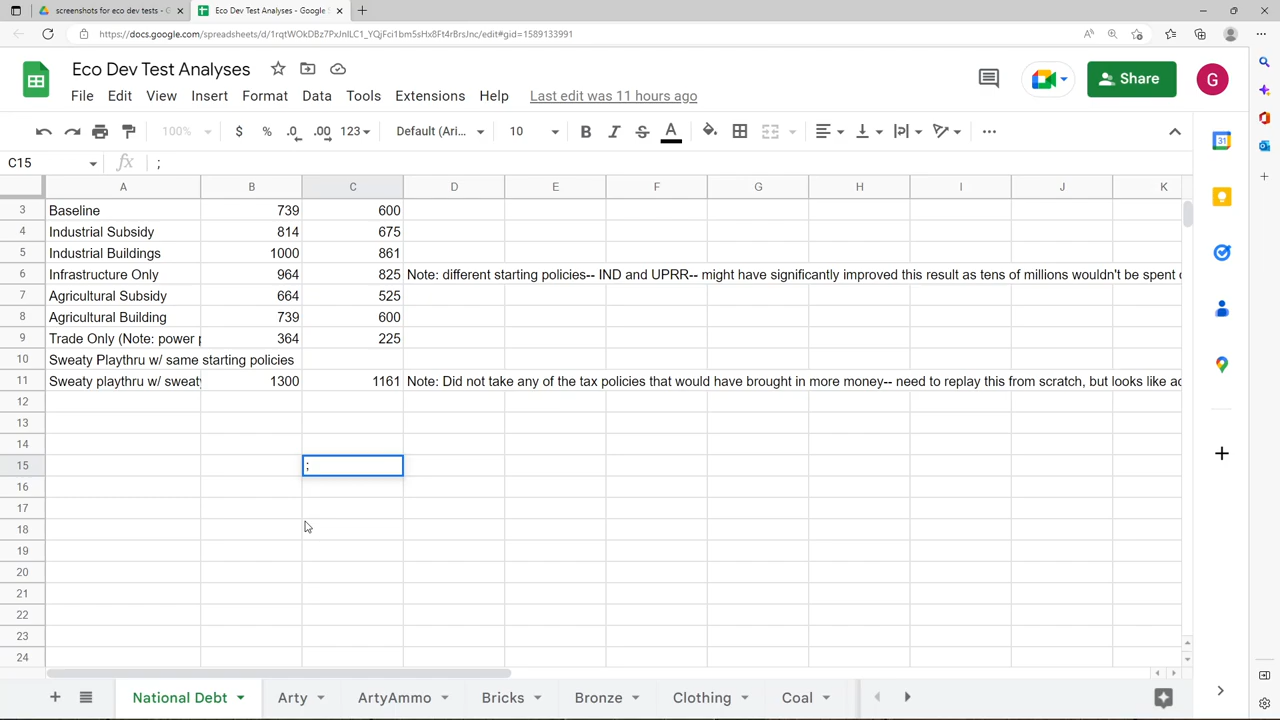 screenshots for eco dev tests - G
Eco Dev Test Analyses - Google S
https://docs.google.com/spreadsheets/d/1rqtWOkDBz7PxJnILC1_YQjFci1bm5sHx8Ft4rBrsJnc/edit#gid=1589133991
Eco Dev Test Analyses
Share
G
File Edit View Insert Format Data Tools Extensions Help Last edit was 11 hours ago
100% $ % .0 .00 123 Default (Ari... 10 B I S A
C15 fx ;
A B C D E F G H I J K
3 Baseline 739 600
4 Industrial Subsidy 814 675
5 Industrial Buildings 1000 861
6 Infrastructure Only 964 825 Note: different starting policies-- IND and UPRR-- might have significantly improved this result as tens of millions wouldn't be spent
7 Agricultural Subsidy 664 525
8 Agricultural Building 739 600
9 Trade Only (Note: power 364 225
10 Sweaty Playthru w/ same starting policies
11 Sweaty playthru w/ sweaty 1300 1161 Note: Did not take any of the tax policies that would have brought in more money-- need to replay this from scratch, but looks like
12
13
14
15 ;
16
17
18
19
20
21
22
23
24
National Debt Arty ArtyAmmo Bricks Bronze Clothing Coal
31